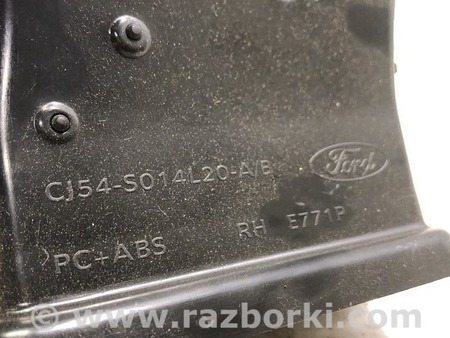 CJ54-S014L20-A/B
Ford
PC+ABS
RH E771P
www.razborki.com